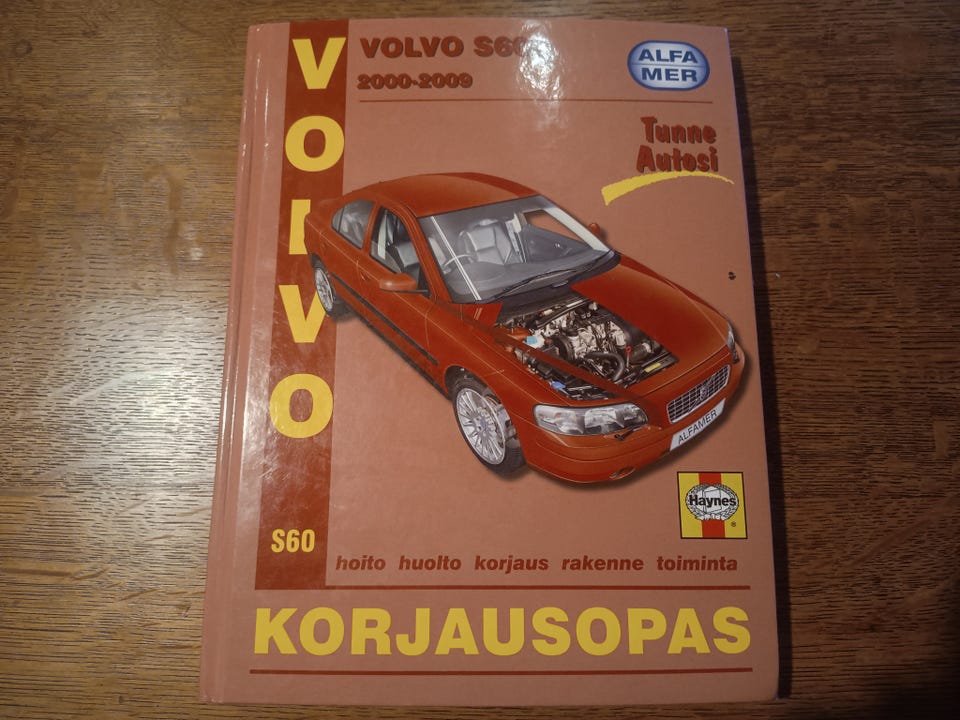 VOLVO
VOLVO S60
2000-2009
ALFA
MER
Tunne
Autosi
ALFAMER
Haynes
®
S60
hoito huolto korjaus rakenne toiminta
KORJAUSOPAS